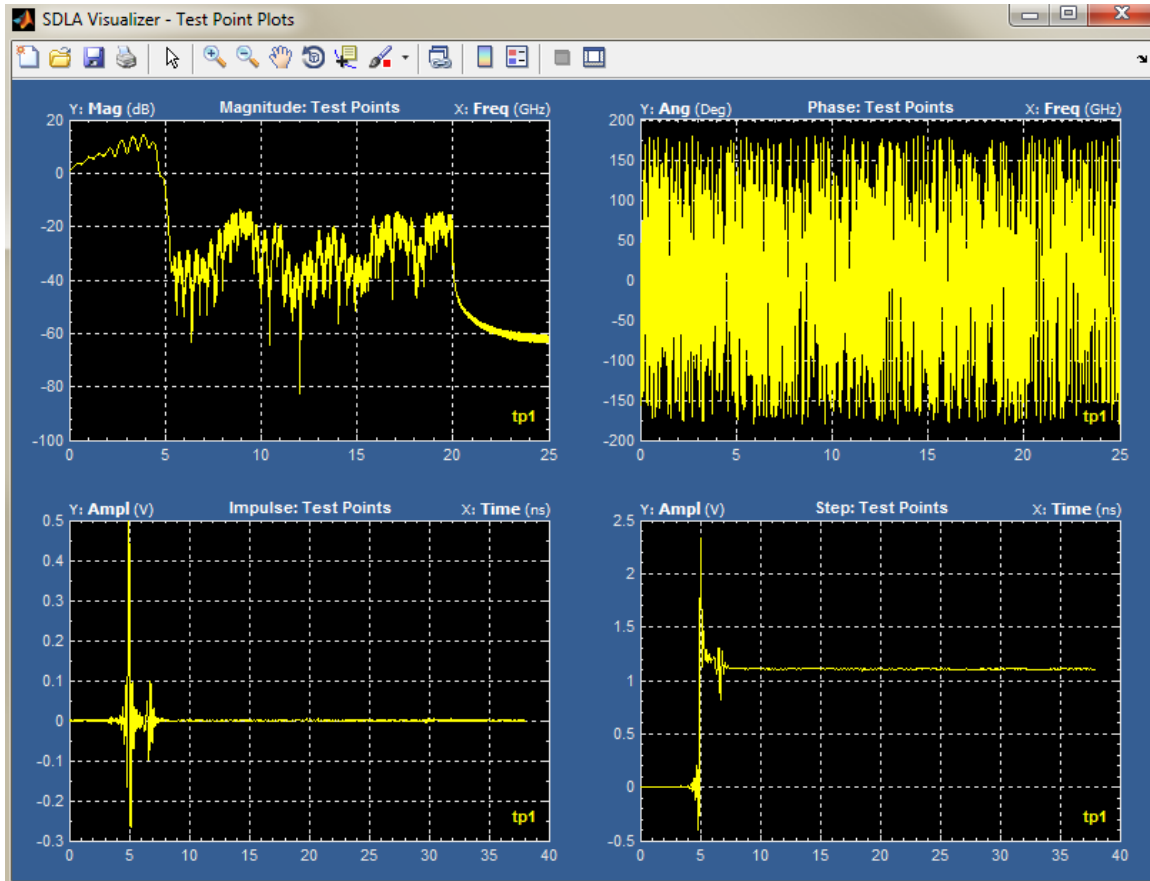 SDLA Visualizer - Test Point Plots
Y: Mag (dB) Magnitude: Test Points X: Freq (GHz)
20
0
-20
-40
-60
-80
-100
0 5 10 15 20 25
tp1
Y: Ang (Deg) Phase: Test Points X: Freq (GHz)
200
150
100
50
0
-50
-100
-150
-200
0 5 10 15 20 25
tp1
Y: Ampl (V) Impulse: Test Points X: Time (ns)
0.5
0.4
0.3
0.2
0.1
0
-0.1
-0.2
-0.3
0 5 10 15 20 25 30 35 40
tp1
Y: Ampl (V) Step: Test Points X: Time (ns)
2.5
2
1.5
1
0.5
0
-0.5
0 5 10 15 20 25 30 35 40
tp1